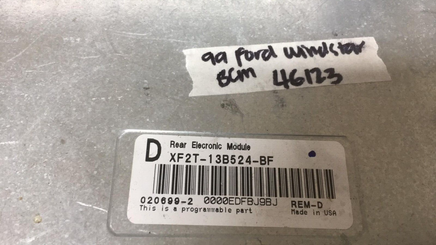 99 Ford Windstar
BCM 46123
D Rear Elecronic Module
XF2T-13B524-BF
020699-2 0000EDFBJ9BJ REM-D
This is a programmable part Made in USA